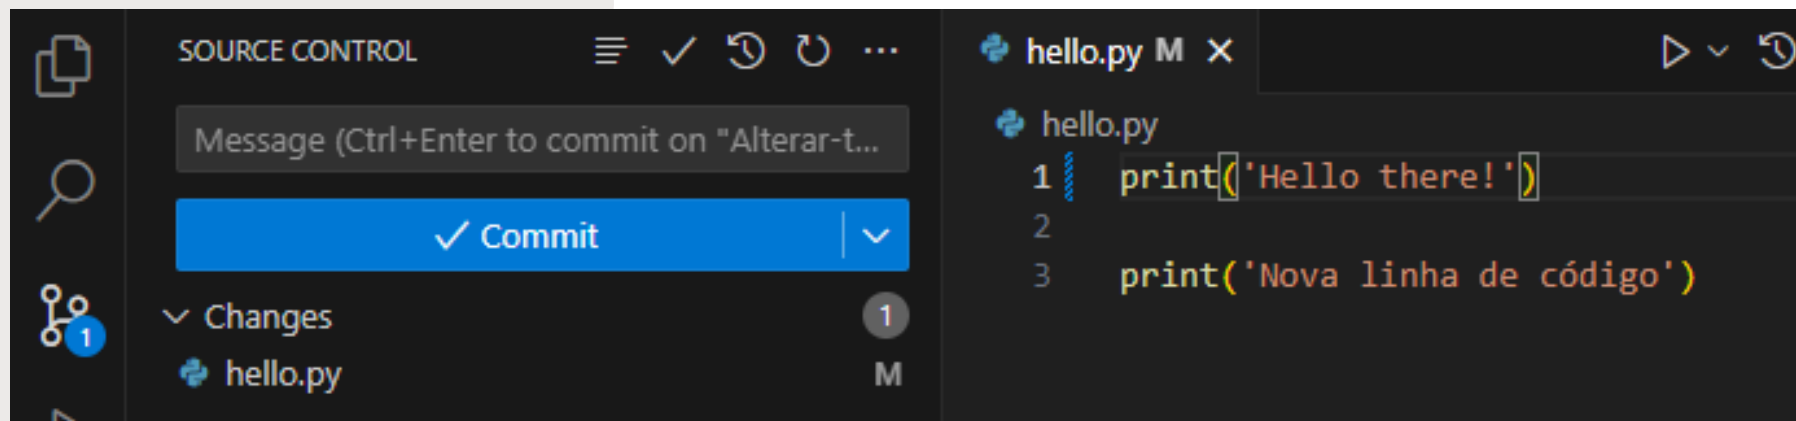 SOURCE CONTROL
Message (Ctrl+Enter to commit on "Alterar-t...
Commit
Changes 1
hello.py M
1
hello.py M
hello.py
1 print('Hello there!')
2
3 print('Nova linha de código')